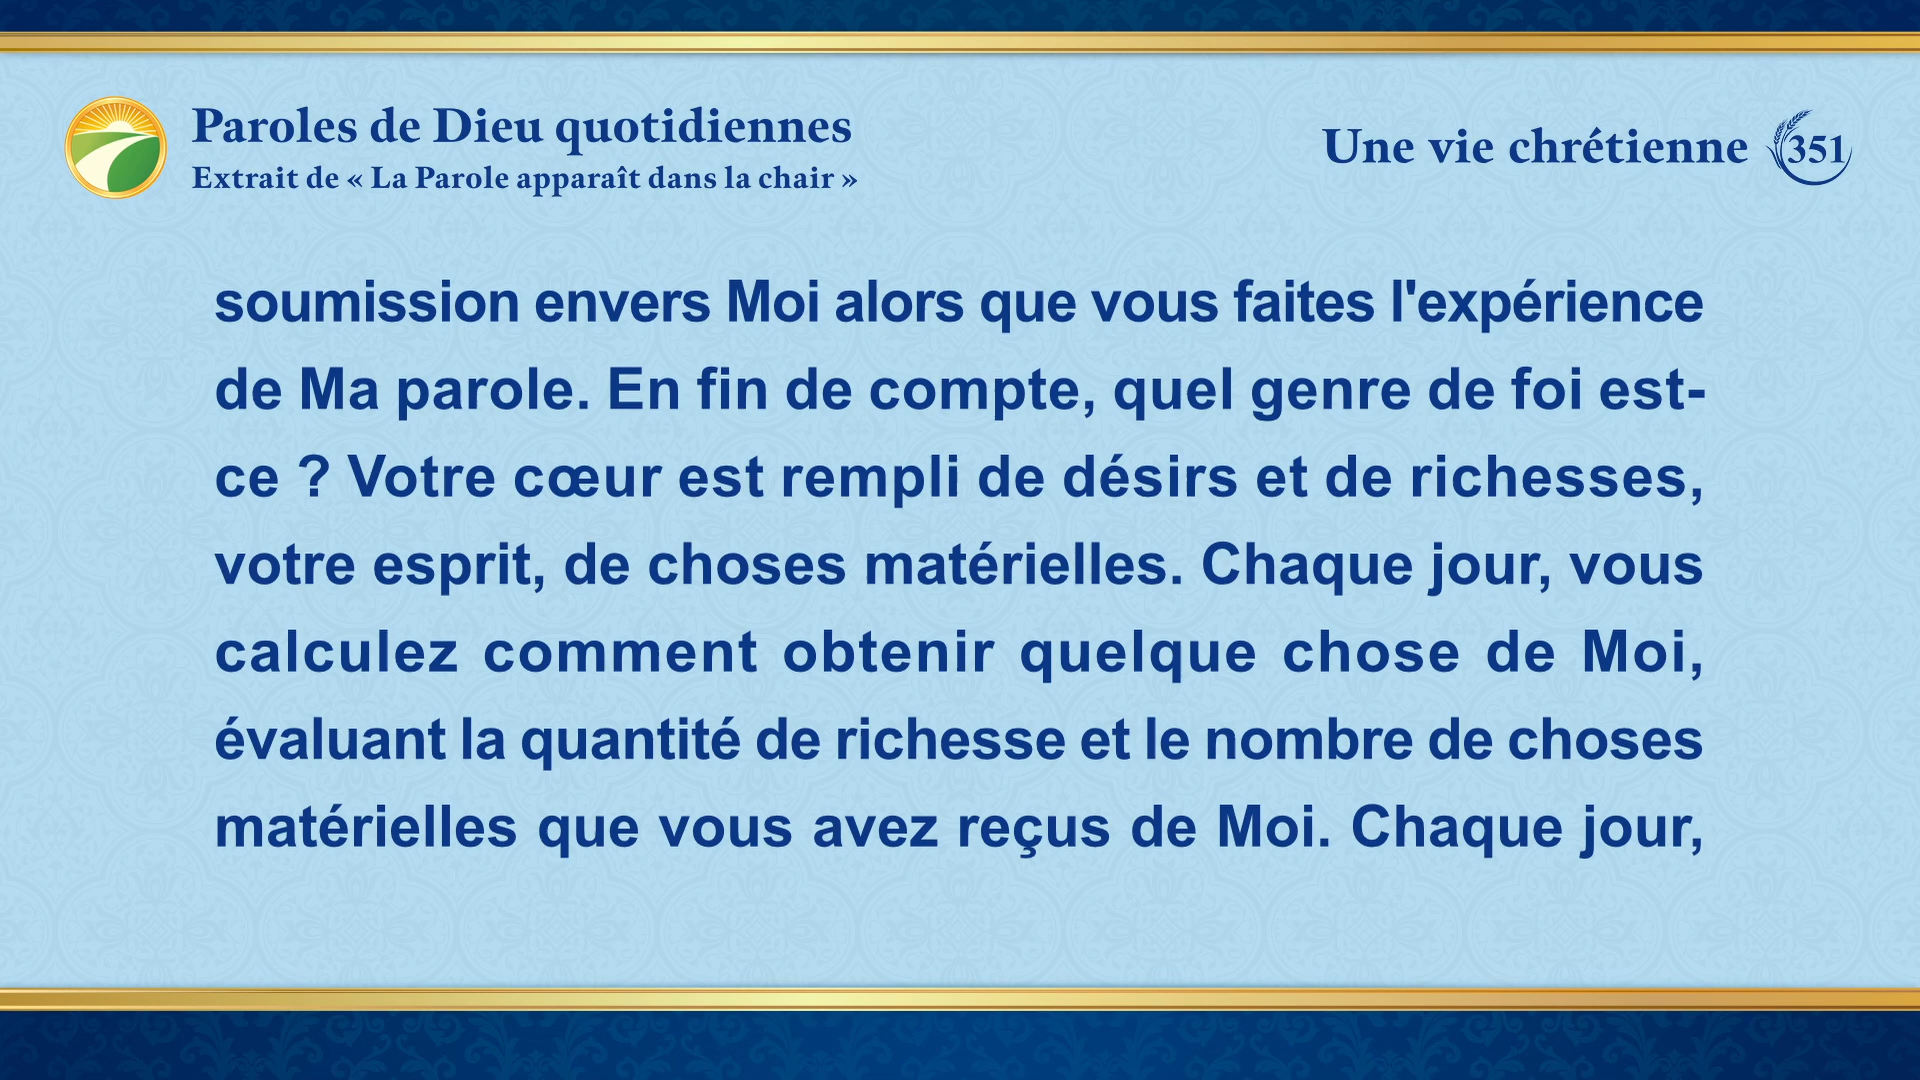 Paroles de Dieu quotidiennes
Extrait de « La Parole apparaît dans la chair »
Une vie chrétienne 351
soumission envers Moi alors que vous faites l'expérience
de Ma parole. En fin de compte, quel genre de foi est-
ce ? Votre cœur est rempli de désirs et de richesses,
votre esprit, de choses matérielles. Chaque jour, vous
calculez comment obtenir quelque chose de Moi,
évaluant la quantité de richesse et le nombre de choses
matérielles que vous avez reçus de Moi. Chaque jour,